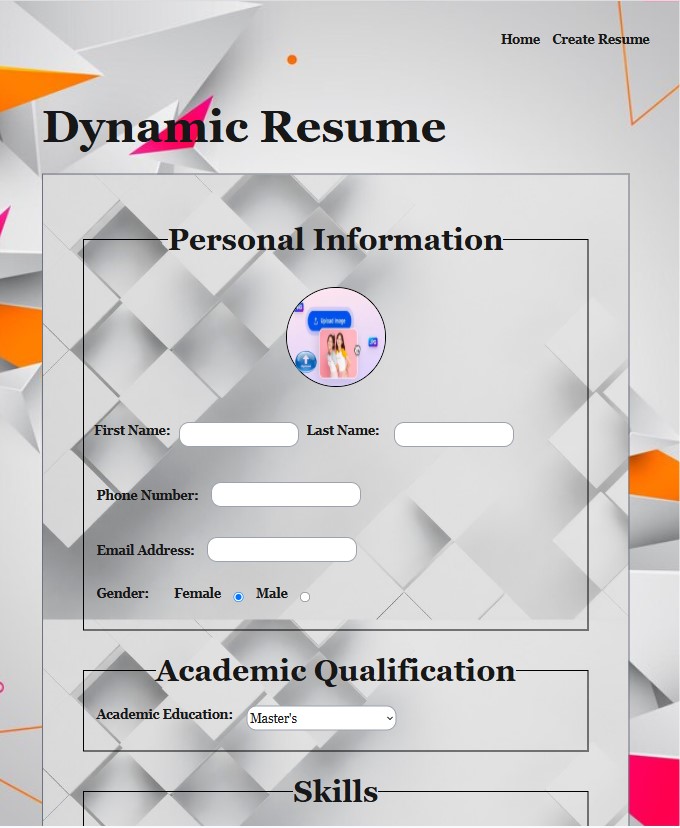 Home Create Resume
Dynamic Resume
Personal Information
Upload Image
First Name: Last Name:
Phone Number:
Email Address:
Gender: Female Male
Academic Qualification
Academic Education: Master's
Skills